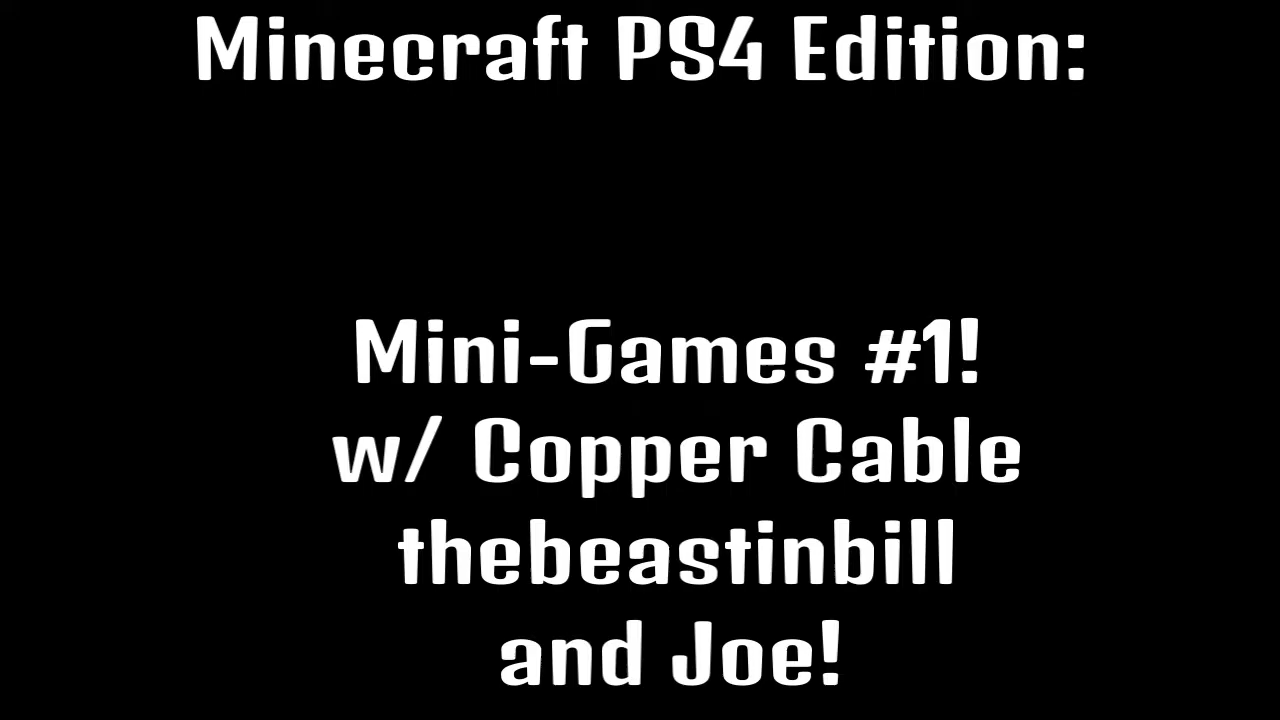 Minecraft PS4 Edition:
Mini-Games #1!
w/ Copper Cable
thebeastinbill
and Joe!